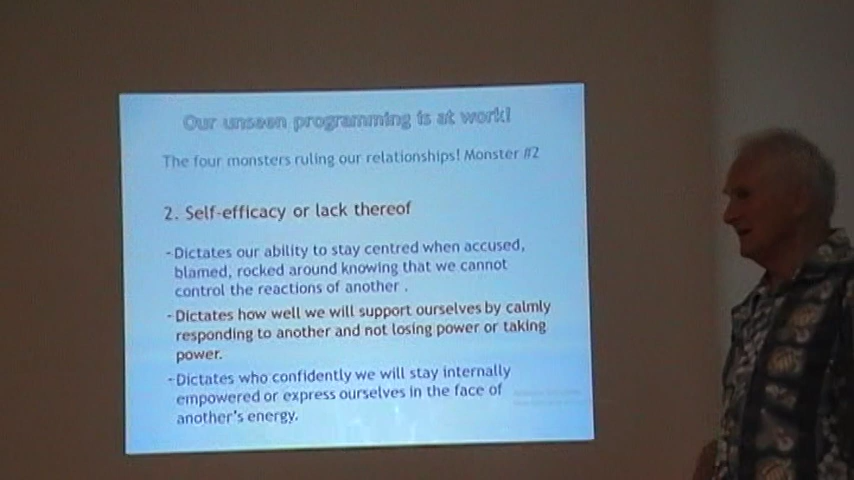 Our unseen programming is at work!
The four monsters ruling our relationships! Monster #2
2. Self-efficacy or lack thereof
-Dictates our ability to stay centred when accused,
blamed, rocked around knowing that we cannot
control the reactions of another .
-Dictates how well we will support ourselves by calmly
responding to another and not losing power or taking
power.
-Dictates who confidently we will stay internally
empowered or express ourselves in the face of
another's energy.